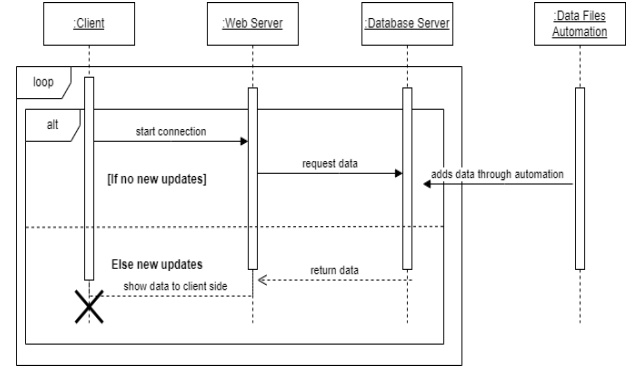 :Client
:Web Server
:Database Server
:Data Files
Automation
loop
alt
start connection
request data
adds data through automation
[If no new updates]
Else new updates
return data
show data to client side